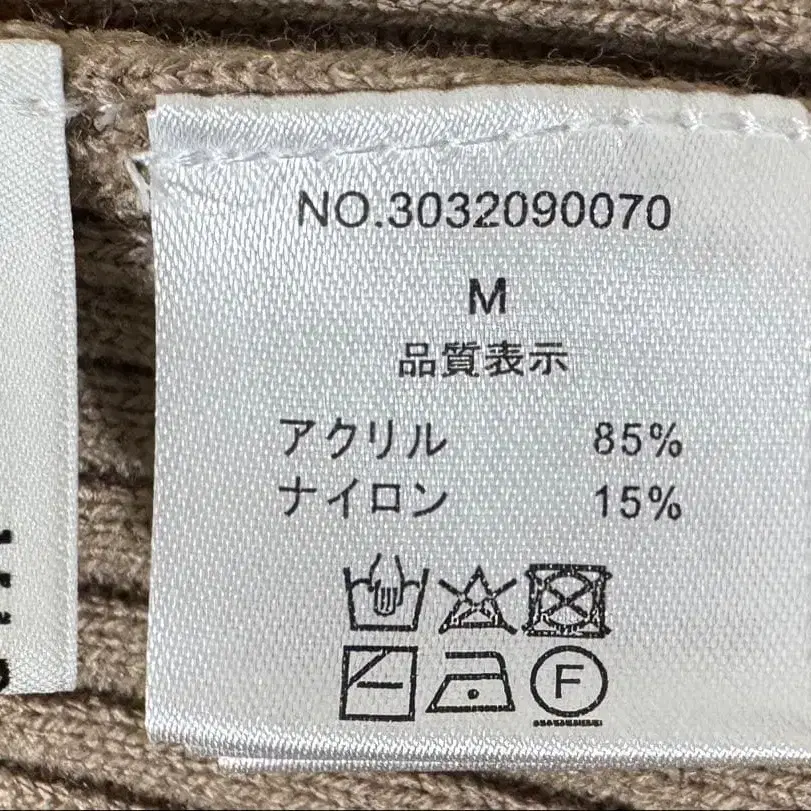 NO.3032090070
M
品質表示
アクリル 85%
ナイロン 15%
F